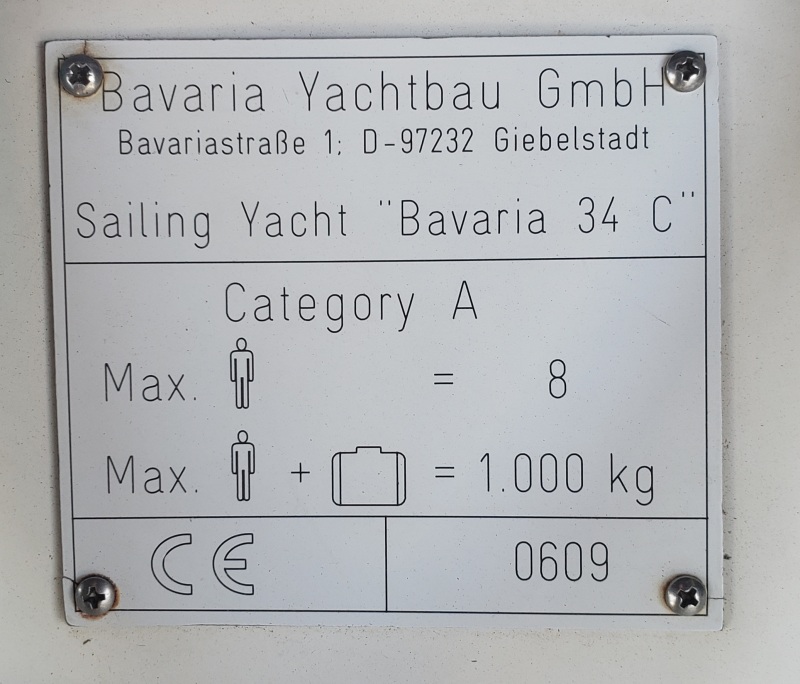 Bavaria Yachtbau GmbH
Bavariastraße 1; D-97232 Giebelstadt
Sailing Yacht "Bavaria 34 C"
Category A
Max. = 8
Max. + = 1.000 kg
CE 0609